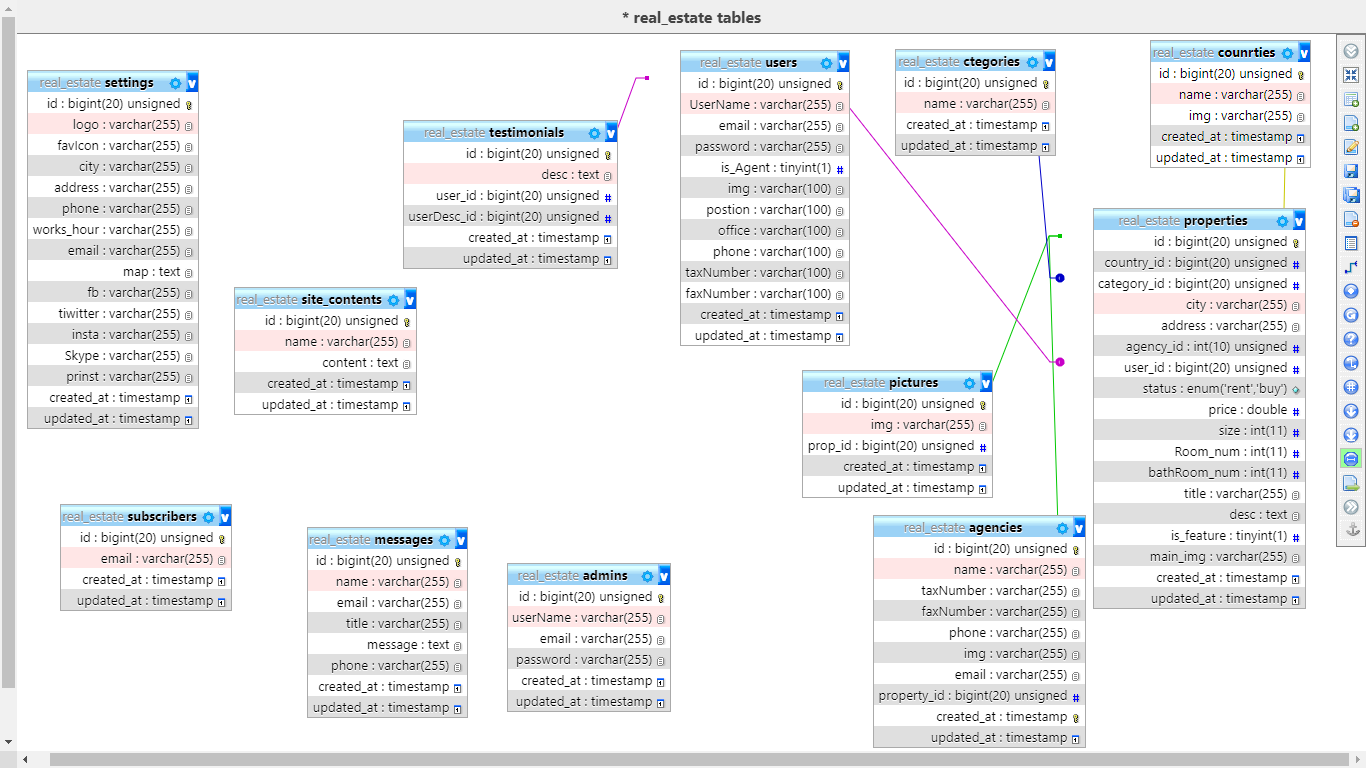 * real_estate tables
real_estate settings
id : bigint(20) unsigned
logo : varchar(255)
favIcon : varchar(255)
city : varchar(255)
address : varchar(255)
phone : varchar(255)
works_hour : varchar(255)
email : varchar(255)
map : text
fb : varchar(255)
tiwitter : varchar(255)
insta : varchar(255)
Skype : varchar(255)
prinst : varchar(255)
created_at : timestamp
updated_at : timestamp
real_estate testimonials
id : bigint(20) unsigned
desc : text
user_id : bigint(20) unsigned
userDesc_id : bigint(20) unsigned
created_at : timestamp
updated_at : timestamp
real_estate site_contents
id : bigint(20) unsigned
name : varchar(255)
content : text
created_at : timestamp
updated_at : timestamp
real_estate users
id : bigint(20) unsigned
UserName : varchar(255)
email : varchar(255)
password : varchar(255)
is_Agent : tinyint(1)
img : varchar(100)
postion : varchar(100)
office : varchar(100)
phone : varchar(100)
taxNumber : varchar(100)
faxNumber : varchar(100)
created_at : timestamp
updated_at : timestamp
real_estate ctegories
id : bigint(20) unsigned
name : varchar(255)
created_at : timestamp
updated_at : timestamp
real_estate counrties
id : bigint(20) unsigned
name : varchar(255)
img : varchar(255)
created_at : timestamp
updated_at : timestamp
real_estate properties
id : bigint(20) unsigned
country_id : bigint(20) unsigned
category_id : bigint(20) unsigned
city : varchar(255)
address : varchar(255)
agency_id : int(10) unsigned
user_id : bigint(20) unsigned
status : enum('rent','buy')
price : double
size : int(11)
Room_num : int(11)
bathRoom_num : int(11)
title : varchar(255)
desc : text
is_feature : tinyint(1)
main_img : varchar(255)
created_at : timestamp
updated_at : timestamp
real_estate pictures
id : bigint(20) unsigned
img : varchar(255)
prop_id : bigint(20) unsigned
created_at : timestamp
updated_at : timestamp
real_estate subscribers
id : bigint(20) unsigned
email : varchar(255)
created_at : timestamp
updated_at : timestamp
real_estate messages
id : bigint(20) unsigned
name : varchar(255)
email : varchar(255)
title : varchar(255)
message : text
phone : varchar(255)
created_at : timestamp
updated_at : timestamp
real_estate admins
id : bigint(20) unsigned
userName : varchar(255)
email : varchar(255)
password : varchar(255)
created_at : timestamp
updated_at : timestamp
real_estate agencies
id : bigint(20) unsigned
name : varchar(255)
taxNumber : varchar(255)
faxNumber : varchar(255)
phone : varchar(255)
img : varchar(255)
email : varchar(255)
property_id : bigint(20) unsigned
created_at : timestamp
updated_at : timestamp